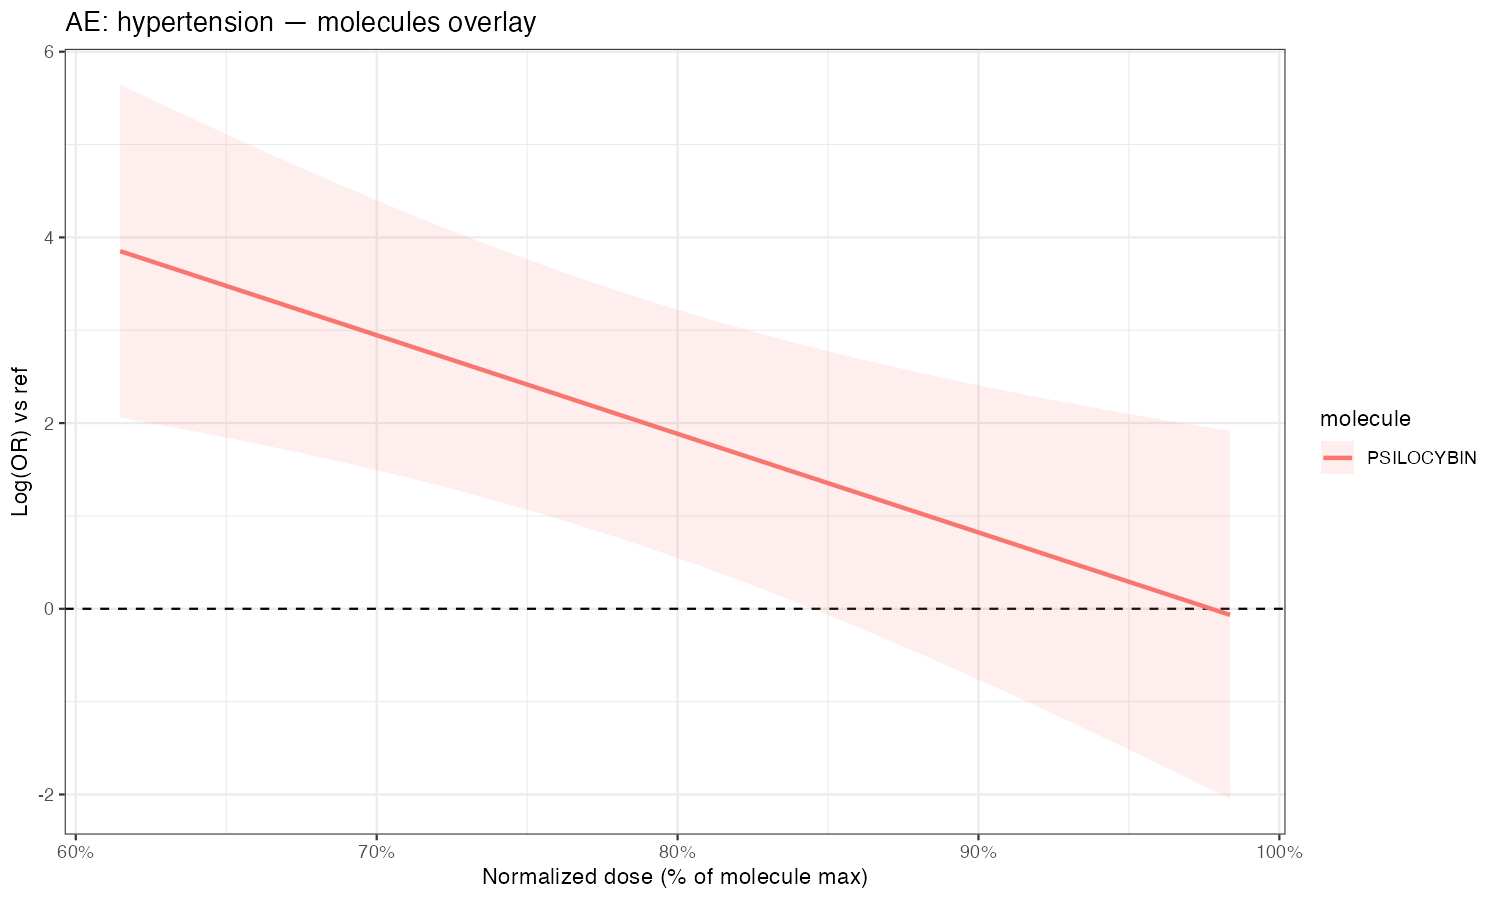 AE: hypertension — molecules overlay
6
4
2
0
-2
Log(OR) vs ref
60%
70%
80%
90%
100%
Normalized dose (% of molecule max)
molecule
PSILOCYBIN